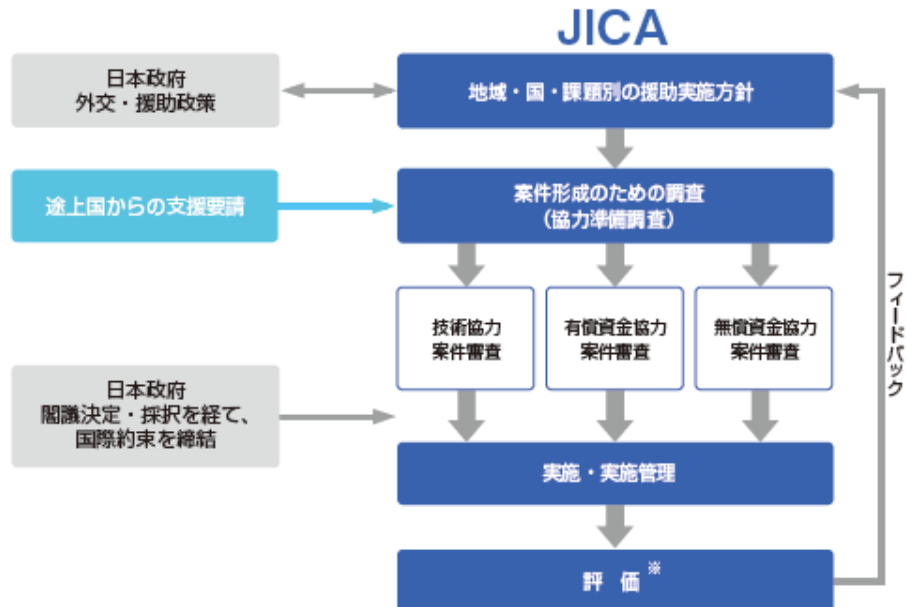 JICA
日本政府
外交・援助政策
地域・国・課題別の援助実施方針
途上国からの支援要請
案件形成のための調査
（協力準備調査）
技術協力
案件審査
有償資金協力
案件審査
無償資金協力
案件審査
フィードバック
日本政府
閣議決定・採択を経て、
国際約束を締結
実施・実施管理
評 価※